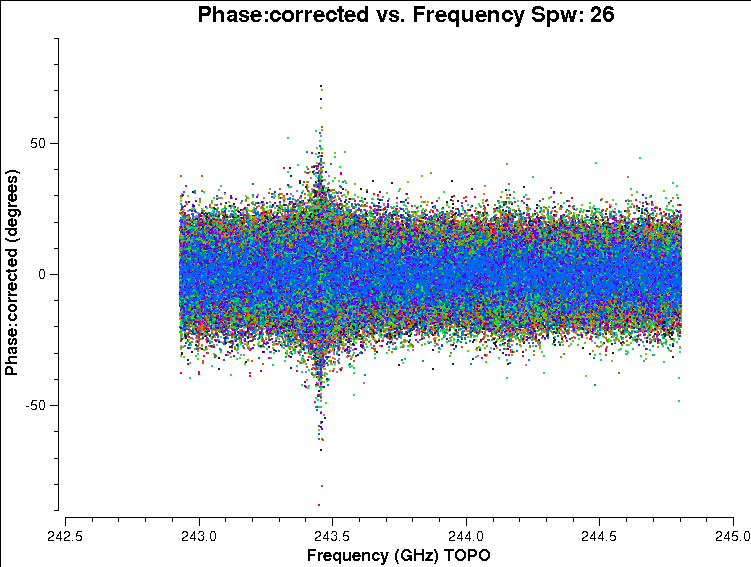 Phase:corrected vs. Frequency Spw: 26
Phase:corrected (degrees)
50
0
-50
242.5 243.0 243.5 244.0 244.5 245.0
Frequency (GHz) TOPO